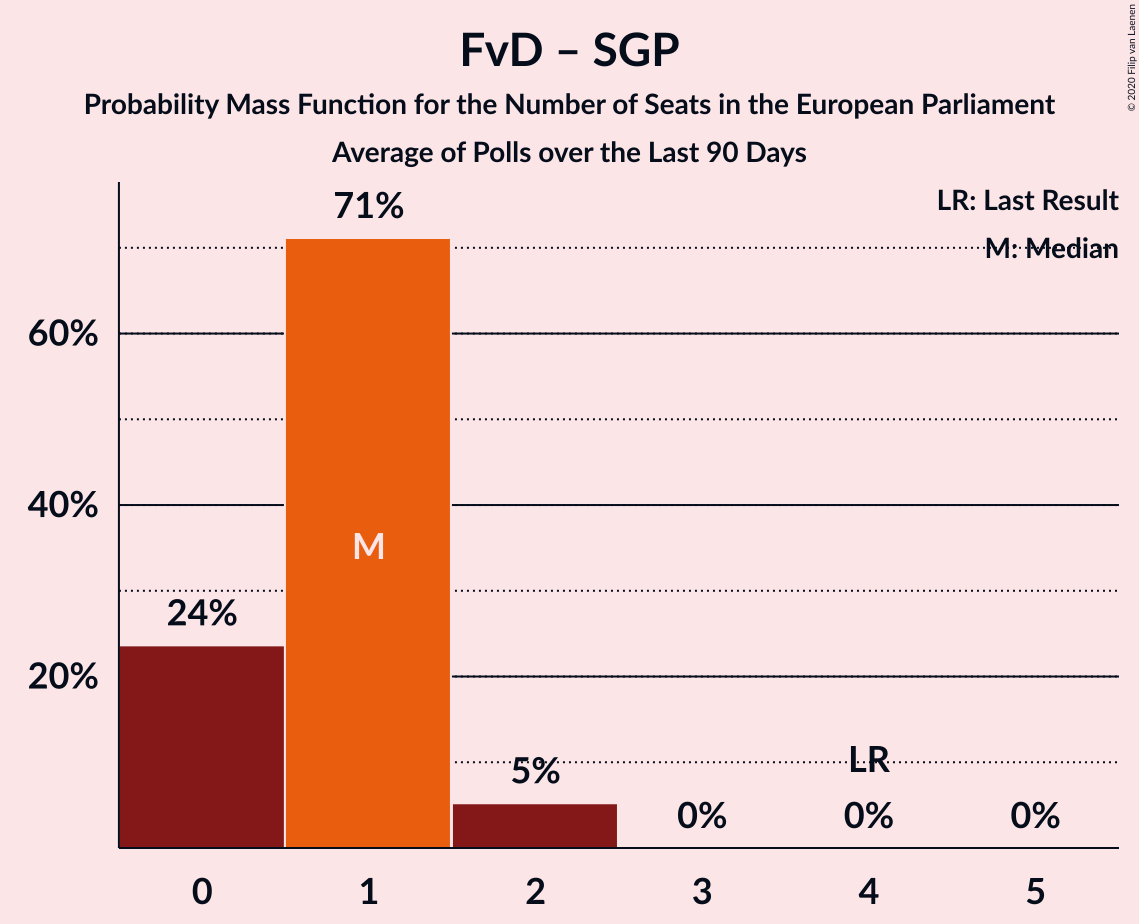 FvD – SGP
Probability Mass Function for the Number of Seats in the European Parliament
Average of Polls over the Last 90 Days
© 2020 Filip van Laenen
LR: Last Result
M: Median
71%
60%
40%
M
24%
20%
5%
LR
0%
0%
0%
0
1
2
3
4
5